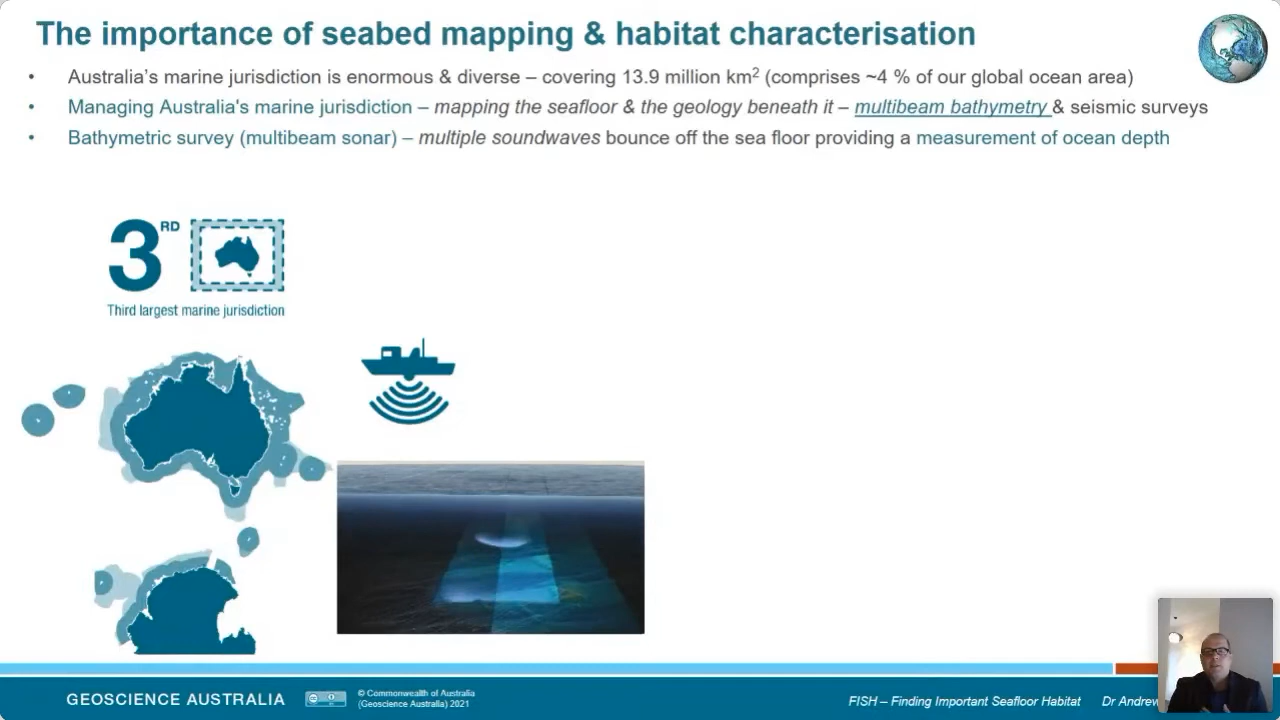 The importance of seabed mapping & habitat characterisation
• Australia's marine jurisdiction is enormous & diverse – covering 13.9 million km² (comprises ~4 % of our global ocean area)
• Managing Australia's marine jurisdiction – mapping the seafloor & the geology beneath it – multibeam bathymetry & seismic surveys
• Bathymetric survey (multibeam sonar) – multiple soundwaves bounce off the sea floor providing a measurement of ocean depth
3RD
Third largest marine jurisdiction
GEOSCIENCE AUSTRALIA
© Commonwealth of Australia
(Geoscience Australia) 2021
FISH – Finding Important Seafloor Habitat Dr Andrew